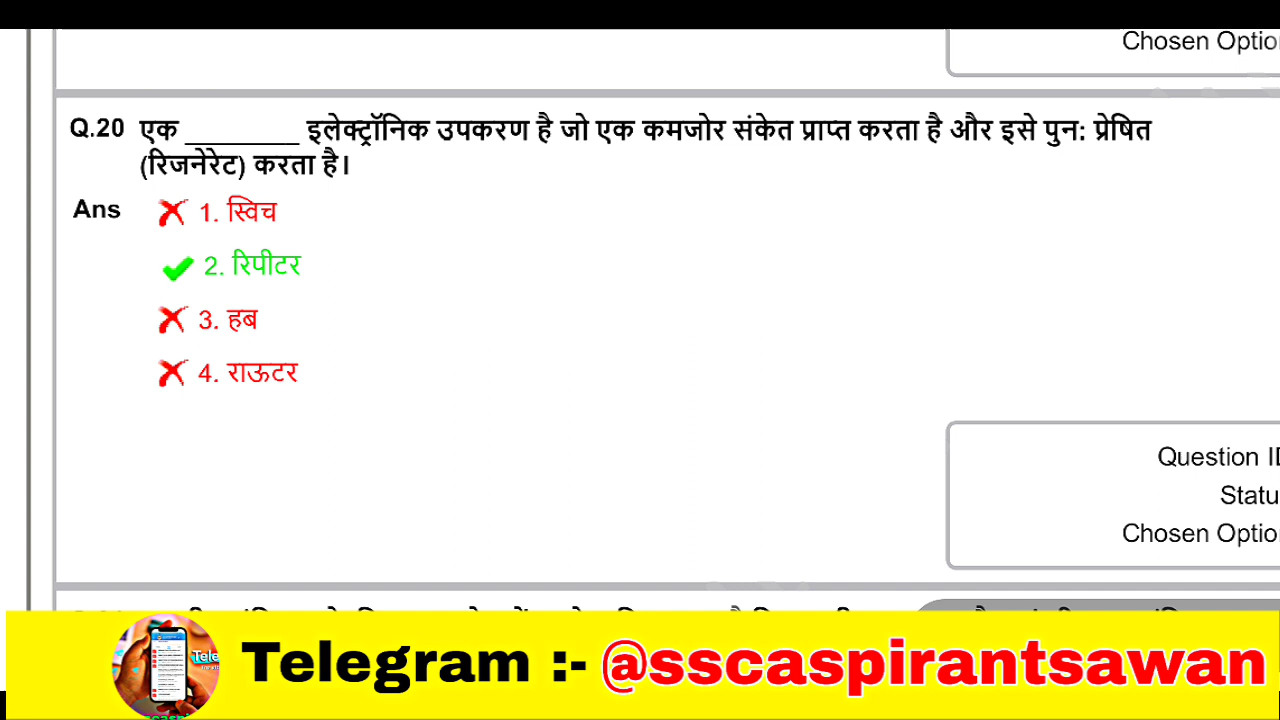 Chosen Optio
Q.20 एक ________ इलेक्ट्रॉनिक उपकरण है जो एक कमजोर संकेत प्राप्त करता है और इसे पुन: प्रेषित
(रिजनेरेट) करता है।
Ans 1. स्विच
2. रिपीटर
3. हब
4. राऊटर
Question ID
Statu
Chosen Optio
Telegram :- @sscaspirantsawan